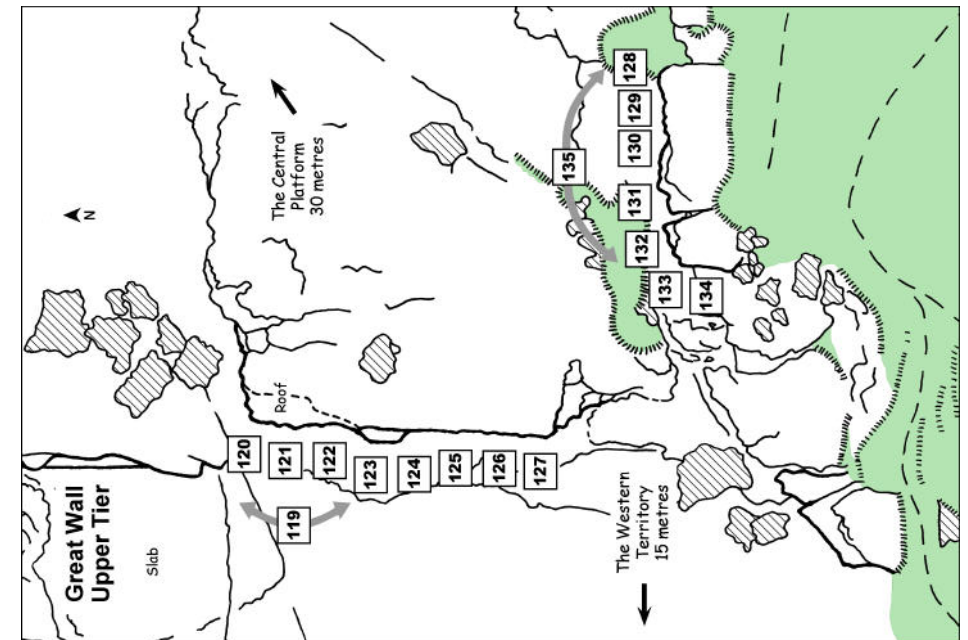 Great Wall
Upper Tier
Slab
N
The Central
Platform
30 metres
Roof
119
120
121
122
123
124
125
126
127
The Western
Territory
15 metres
128
129
130
131
132
133
134
135